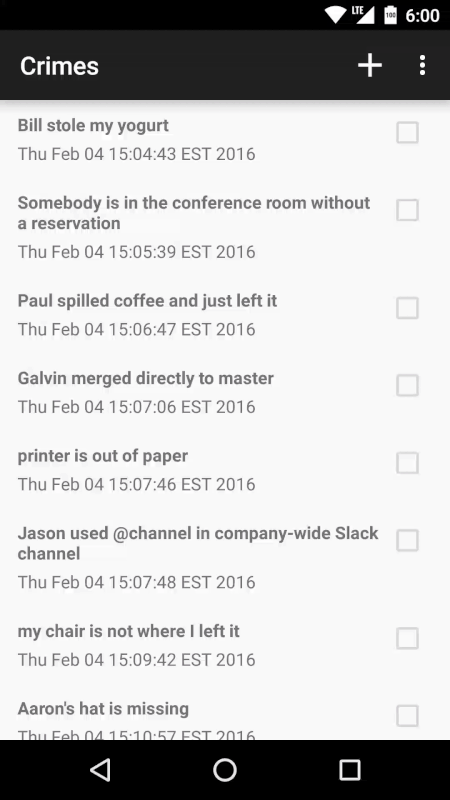 LTE 100 6:00
Crimes
Bill stole my yogurt
Thu Feb 04 15:04:43 EST 2016
Somebody is in the conference room without
a reservation
Thu Feb 04 15:05:39 EST 2016
Paul spilled coffee and just left it
Thu Feb 04 15:06:47 EST 2016
Galvin merged directly to master
Thu Feb 04 15:07:06 EST 2016
printer is out of paper
Thu Feb 04 15:07:46 EST 2016
Jason used @channel in company-wide Slack
channel
Thu Feb 04 15:07:48 EST 2016
my chair is not where I left it
Thu Feb 04 15:09:42 EST 2016
Aaron's hat is missing
Thu Feb 04 15:10:57 EST 2016